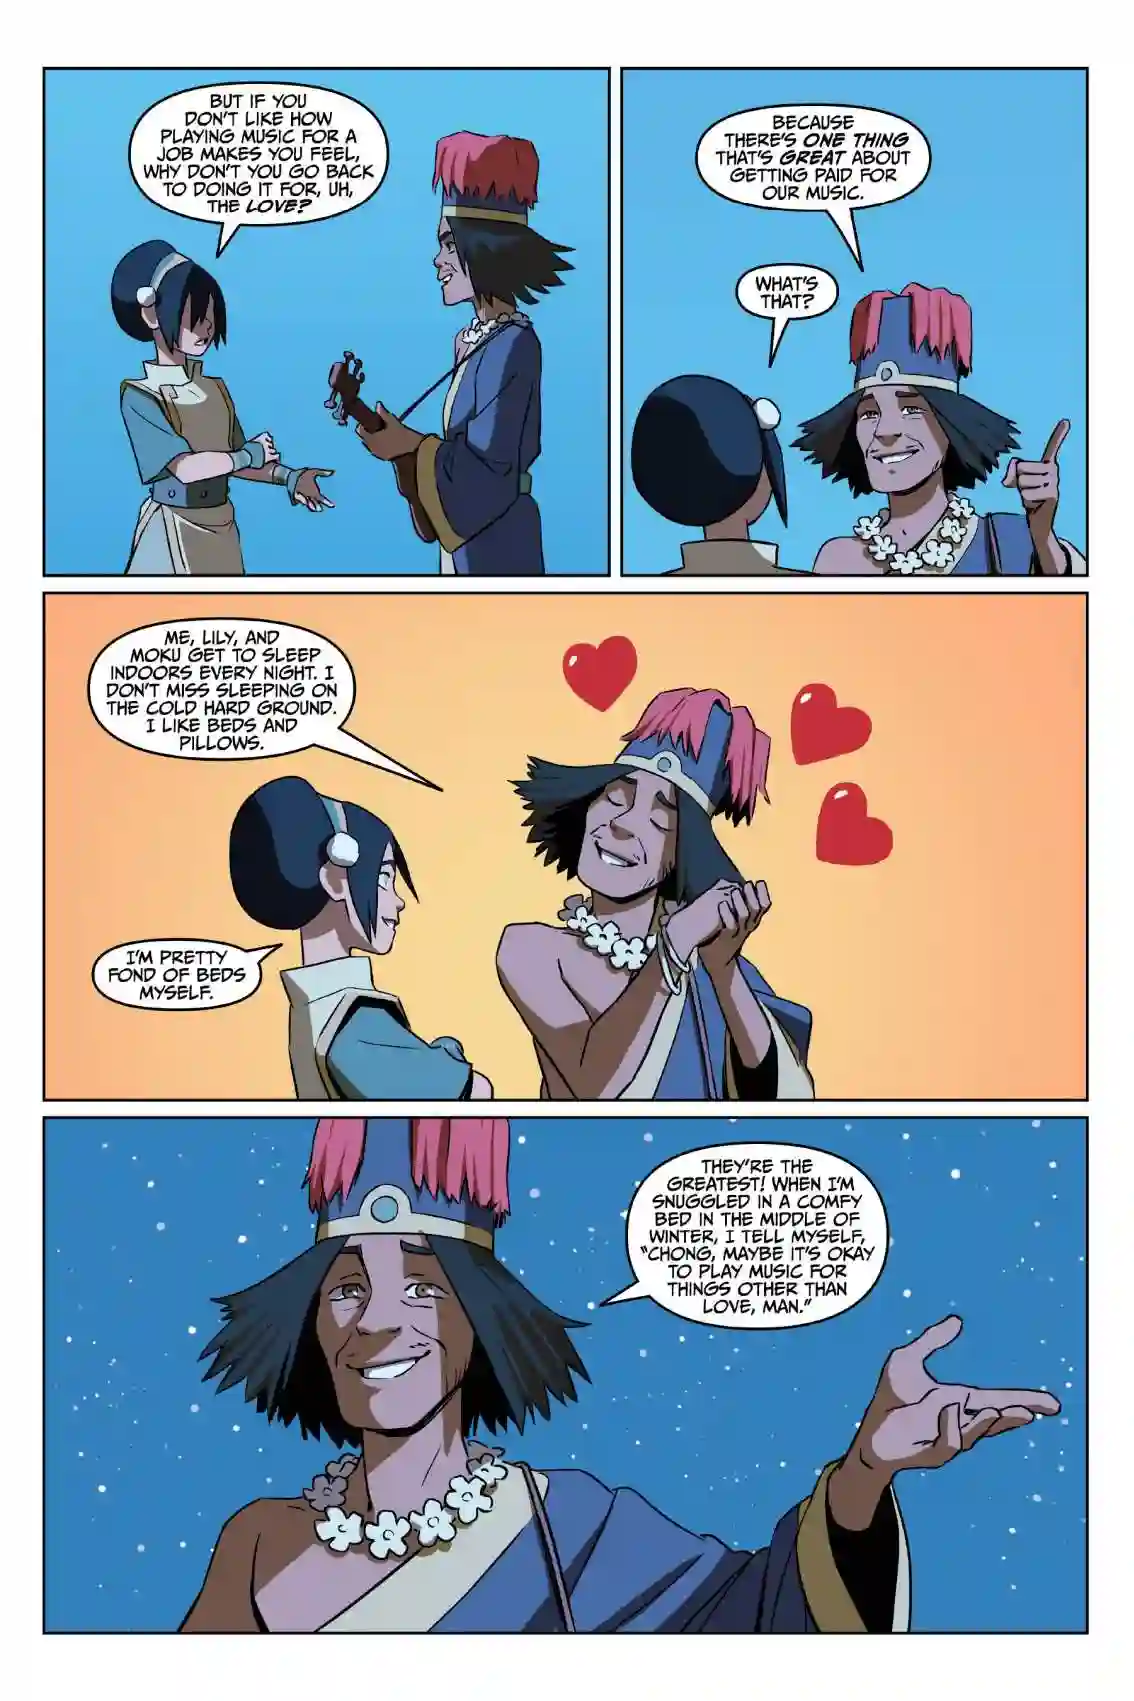 BUT IF YOU
DON'T LIKE HOW
PLAYING MUSIC FOR A
JOB MAKES YOU FEEL,
WHY DON'T YOU GO BACK
TO DOING IT FOR, UH,
THE LOVE?
BECAUSE
THERE'S ONE THING
THAT'S GREAT ABOUT
GETTING PAID FOR
OUR MUSIC.
WHAT'S
THAT?
ME, LILY, AND
MOKU GET TO SLEEP
INDOORS EVERY NIGHT. I
DON'T MISS SLEEPING ON
THE COLD HARD GROUND.
I LIKE BEDS AND
PILLOWS.
I'M PRETTY
FOND OF BEDS
MYSELF.
THEY'RE THE
GREATEST! WHEN I'M
SNUGGLED IN A COMFY
BED IN THE MIDDLE OF
WINTER, I TELL MYSELF,
"CHONG, MAYBE IT'S OKAY
TO PLAY MUSIC FOR
THINGS OTHER THAN
LOVE, MAN."